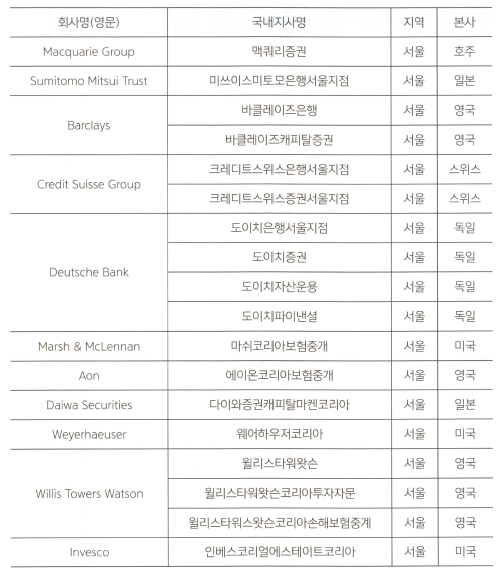 회사명(영문) 국내지사명 지역 본사
Macquarie Group 맥쿼리증권 서울 호주
Sumitomo Mitsui Trust 미쓰이스미토모은행서울지점 서울 일본
Barclays 바클레이즈은행 서울 영국
바클레이즈캐피탈증권 서울 영국
Credit Suisse Group 크레디트스위스은행서울지점 서울 스위스
크레디트스위스증권서울지점 서울 스위스
Deutsche Bank 도이치은행서울지점 서울 독일
도이치증권 서울 독일
도이치자산운용 서울 독일
도이치파이낸셜 서울 독일
Marsh & McLennan 마쉬코리아보험중개 서울 미국
Aon 에이온코리아보험중개 서울 영국
Daiwa Securities 다이와증권캐피탈마켄코리아 서울 일본
Weyerhaeuser 웨어하우저코리아 서울 미국
Willis Towers Watson 윌리스타워왓슨 서울 영국
윌리스타워왓슨코리아투자자문 서울 영국
윌리스타워스왓슨코리아손해보험중계 서울 영국
Invesco 인베스코리얼에스테이트코리아 서울 미국